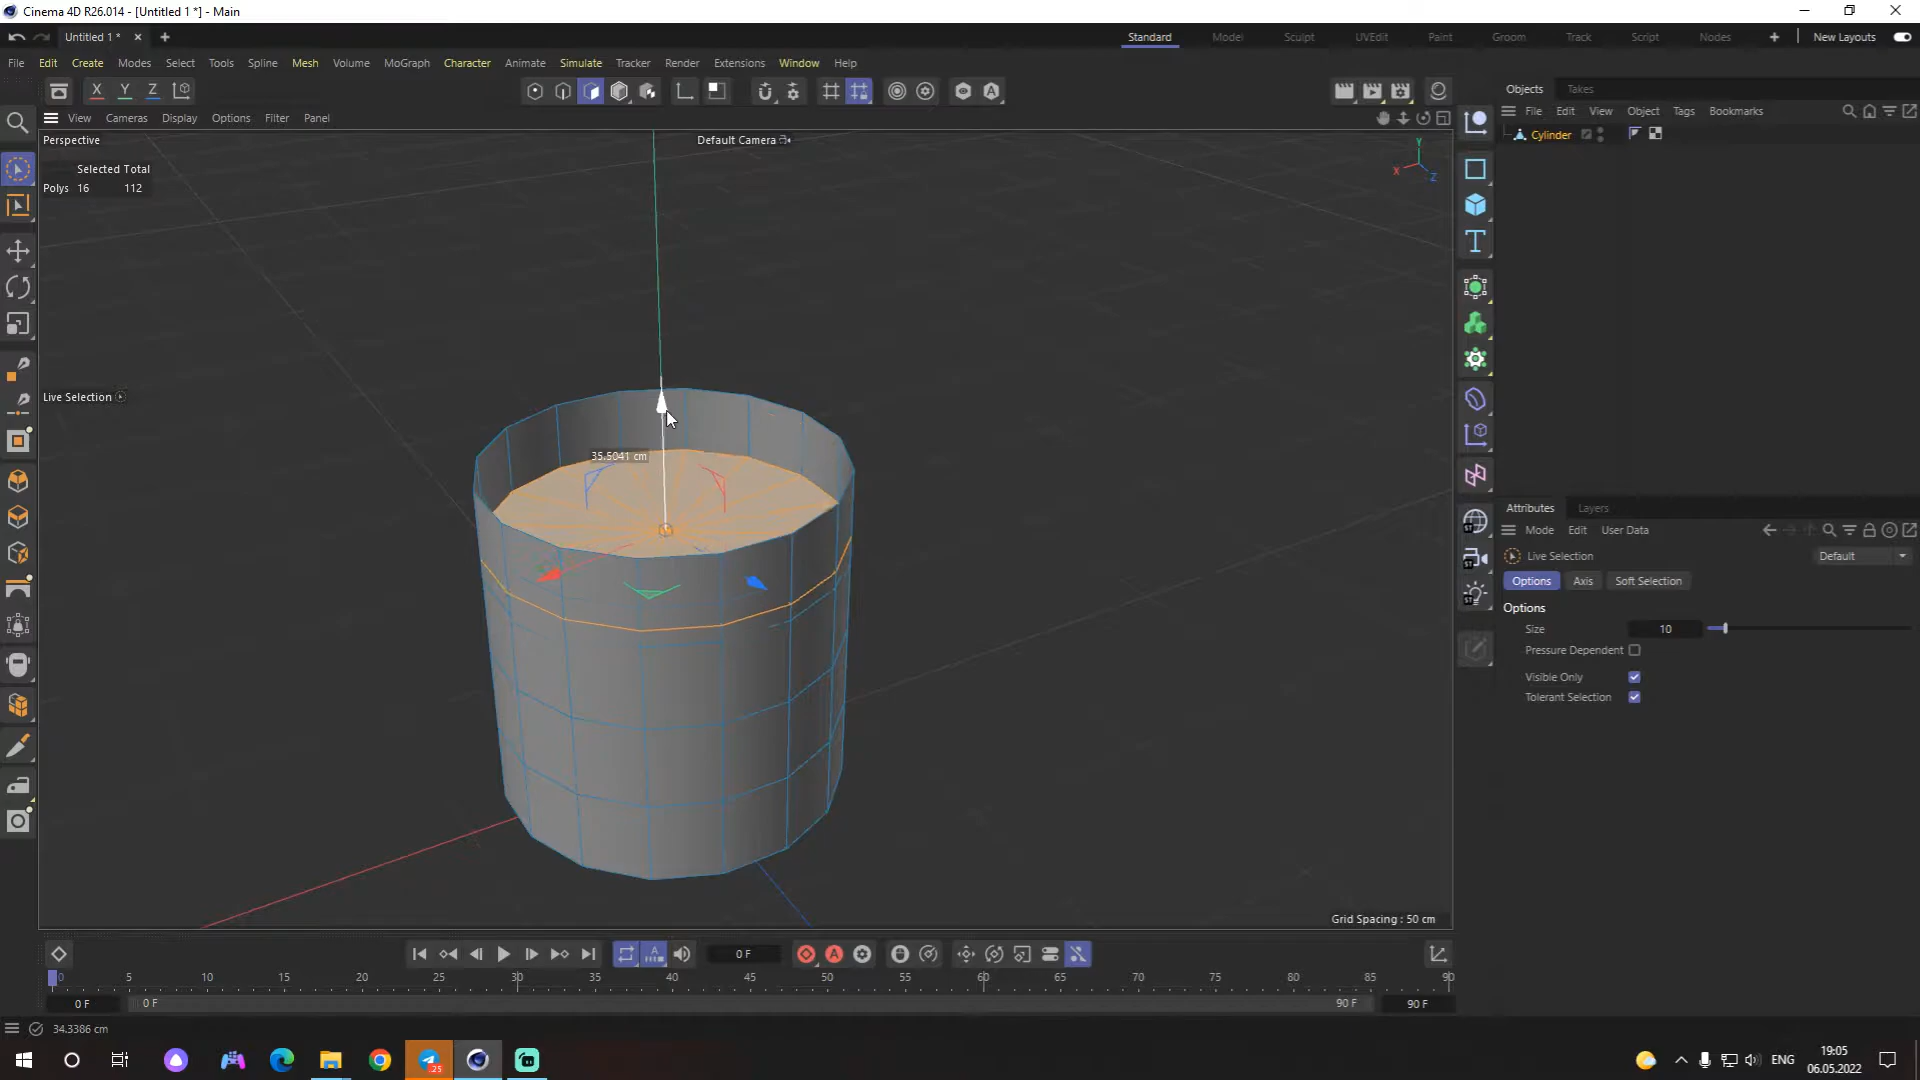 Cinema 4D R26.014 - [Untitled 1 *] - Main
Untitled 1 *
Standard Model Sculpt UVEdit Paint Groom Track Script Nodes New Layouts
File Edit Create Modes Select Tools Spline Mesh Volume MoGraph Character Animate Simulate Tracker Render Extensions Window Help
X Y Z
Objects Takes
File Edit View Object Tags Bookmarks
View Cameras Display Options Filter Panel
Perspective
Default Camera
Cylinder
Y
X
Z
Selected Total
Polys 16 112
Live Selection
35.5041 cm
Attributes Layers
Mode Edit User Data
Live Selection
Default
Options Axis Soft Selection
Options
Size 10
Pressure Dependent
Visible Only
Tolerant Selection
Grid Spacing : 50 cm
0 F
0 5 10 15 20 25 30 35 40 45 50 55 60 65 70 75 80 85 90
0 F 0 F 90 F 90 F
34.3386 cm
25
ENG
19:05
06.05.2022